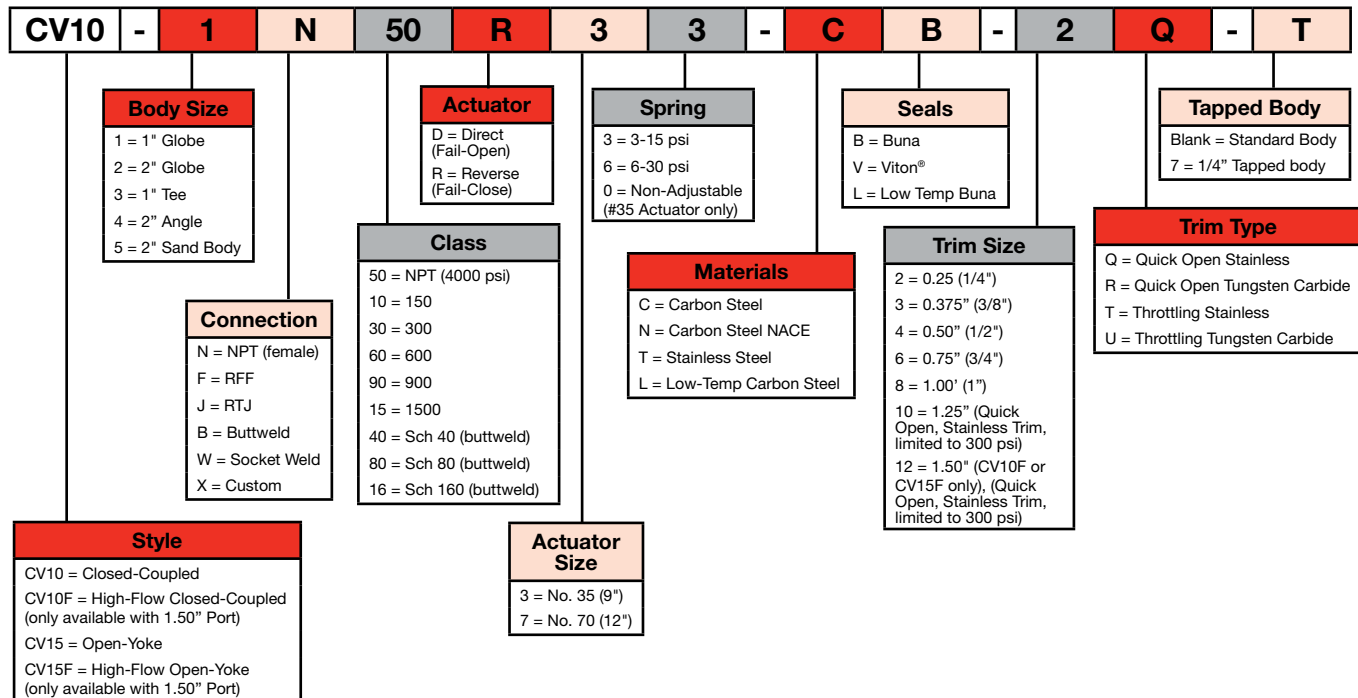 CV10 - 1 N 50 R 3 3 - C B - 2 Q - T
Body Size
1 = 1" Globe
2 = 2" Globe
3 = 1" Tee
4 = 2” Angle
5 = 2" Sand Body
Actuator
D = Direct
(Fail-Open)
R = Reverse
(Fail-Close)
Spring
3 = 3-15 psi
6 = 6-30 psi
0 = Non-Adjustable
(#35 Actuator only)
Seals
B = Buna
V = Viton®
L = Low Temp Buna
Tapped Body
Blank = Standard Body
7 = 1/4” Tapped body
Connection
N = NPT (female)
F = RFF
J = RTJ
B = Buttweld
W = Socket Weld
X = Custom
Class
50 = NPT (4000 psi)
10 = 150
30 = 300
60 = 600
90 = 900
15 = 1500
40 = Sch 40 (buttweld)
80 = Sch 80 (buttweld)
16 = Sch 160 (buttweld)
Materials
C = Carbon Steel
N = Carbon Steel NACE
T = Stainless Steel
L = Low-Temp Carbon Steel
Trim Size
2 = 0.25 (1/4")
3 = 0.375” (3/8")
4 = 0.50” (1/2")
6 = 0.75” (3/4")
8 = 1.00’ (1”)
10 = 1.25” (Quick
Open, Stainless Trim,
limited to 300 psi)
12 = 1.50" (CV10F or
CV15F only), (Quick
Open, Stainless Trim,
limited to 300 psi)
Trim Type
Q = Quick Open Stainless
R = Quick Open Tungsten Carbide
T = Throttling Stainless
U = Throttling Tungsten Carbide
Style
CV10 = Closed-Coupled
CV10F = High-Flow Closed-Coupled
(only available with 1.50” Port)
CV15 = Open-Yoke
CV15F = High-Flow Open-Yoke
(only available with 1.50” Port)
Actuator
Size
3 = No. 35 (9")
7 = No. 70 (12")